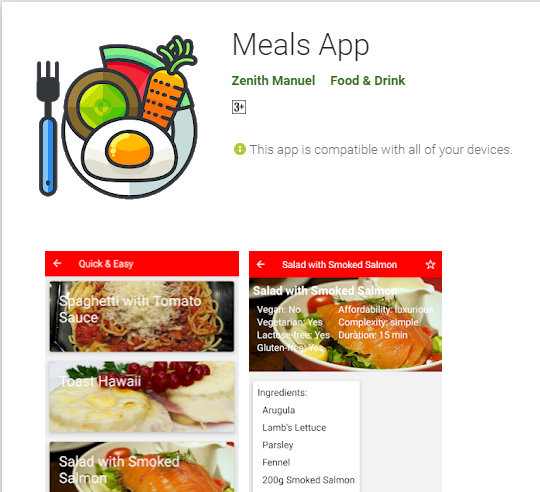 Meals App
Zenith Manuel Food & Drink
3+
This app is compatible with all of your devices.
Quick & Easy
Spaghetti with Tomato
Sauce
Toast Hawaii
Salad with Smoked
Salmon
Salad with Smoked Salmon
Salad with Smoked Salmon
Vegan: No Affordability: luxurious
Vegetarian: Yes Complexity: simple
Lactose-free: Yes Duration: 15 min
Gluten-free: Yes
Ingredients:
Arugula
Lamb's Lettuce
Parsley
Fennel
200g Smoked Salmon